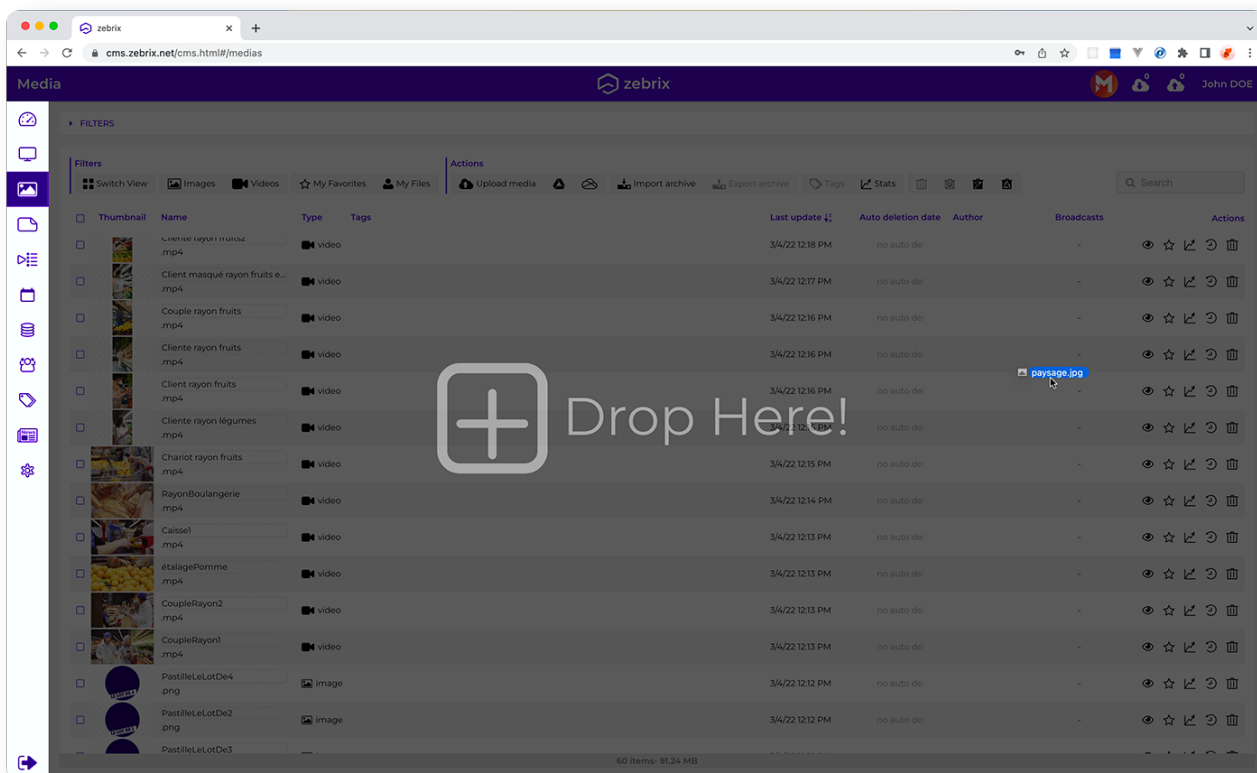 zebrix
cms.zebrix.net/cms.html#/medias
Media
zebrix
John DOE
FILTERS
Filters
Actions
Switch View Images Videos My Favorites My Files
Upload media Import archive Export archive Tags Stats
Search
Thumbnail Name Type Tags Last update Auto deletion date Author Broadcasts Actions
Cliente rayon fruits2
.mp4
video 3/4/22 12:18 PM no auto de -
Client masqué rayon fruits e...
.mp4
video 3/4/22 12:17 PM no auto de -
Couple rayon fruits
.mp4
video 3/4/22 12:16 PM no auto de -
Cliente rayon fruits
.mp4
video 3/4/22 12:16 PM no auto de -
paysage.jpg
Client rayon fruits
.mp4
video 3/4/22 12:16 PM no auto de -
Drop Here!
Cliente rayon légumes
.mp4
video 3/4/22 12:15 PM no auto de -
Chariot rayon fruits
.mp4
video 3/4/22 12:15 PM no auto de -
RayonBoulangerie
.mp4
video 3/4/22 12:14 PM no auto de -
Caisse1
.mp4
video 3/4/22 12:13 PM no auto de -
étalagePomme
.mp4
video 3/4/22 12:13 PM no auto de -
CoupleRayon2
.mp4
video 3/4/22 12:13 PM no auto de -
CoupleRayon1
.mp4
video 3/4/22 12:13 PM no auto de -
PastilleLeLotDe4
.png
image 3/4/22 12:12 PM no auto de -
PastilleLeLotDe2
.png
image 3/4/22 12:12 PM no auto de -
PastilleLeLotDe3
60 items- 91.24 MB